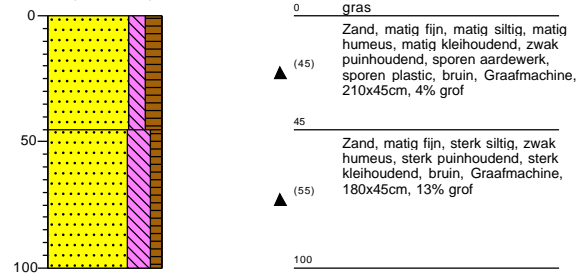 0
50
100
0
gras
Zand, matig fijn, matig siltig, matig
humeus, matig kleihoudend, zwak
puinhoudend, sporen aardewerk,
(45)
sporen plastic, bruin, Graafmachine,
210x45cm, 4% grof
45
Zand, matig fijn, sterk siltig, zwak
humeus, sterk puinhoudend, sterk
kleihoudend, bruin, Graafmachine,
(55)
180x45cm, 13% grof
100